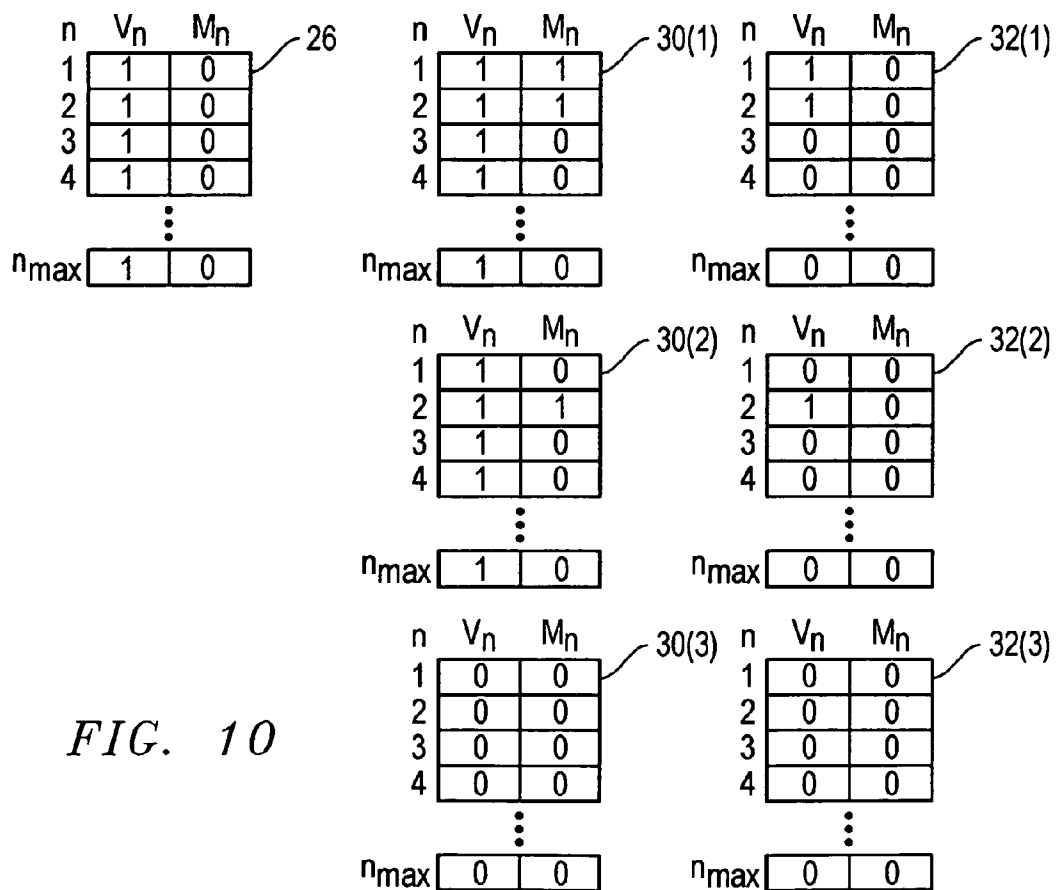 n Vn Mn 26
1 1 0
2 1 0
3 1 0
4 1 0
nmax 1 0
n Vn Mn 30(1)
1 1 1
2 1 1
3 1 0
4 1 0
nmax 1 0
n Vn Mn 32(1)
1 1 0
2 1 0
3 0 0
4 0 0
nmax 0 0
n Vn Mn 30(2)
1 1 0
2 1 1
3 1 0
4 1 0
nmax 1 0
n Vn Mn 32(2)
1 0 0
2 1 0
3 0 0
4 0 0
nmax 0 0
n Vn Mn 30(3)
1 0 0
2 0 0
3 0 0
4 0 0
nmax 0 0
n Vn Mn 32(3)
1 0 0
2 0 0
3 0 0
4 0 0
nmax 0 0
FIG. 10